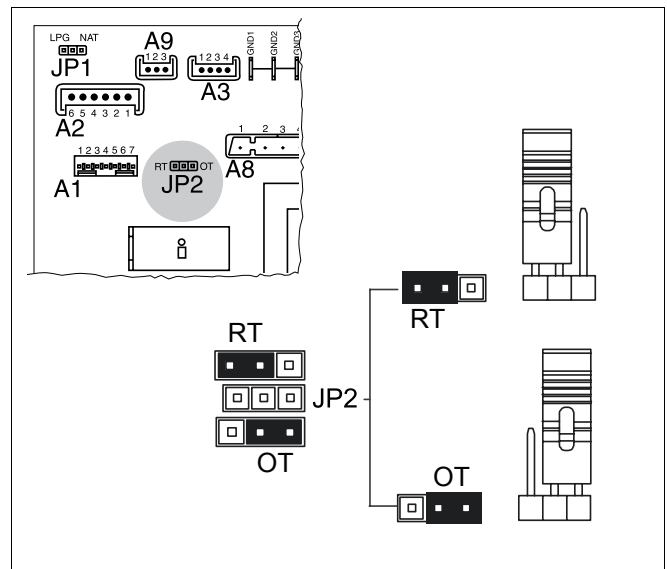 LPG NAT
JP1
A9
1 2 3
1 2 3 4
A3
GND1
GND2
GND3
6 5 4 3 2 1
A2
1 2 3 4 5 6 7
A1
RT OT
JP2
1 2 3
A8
i
RT
RT
JP2
OT
OT